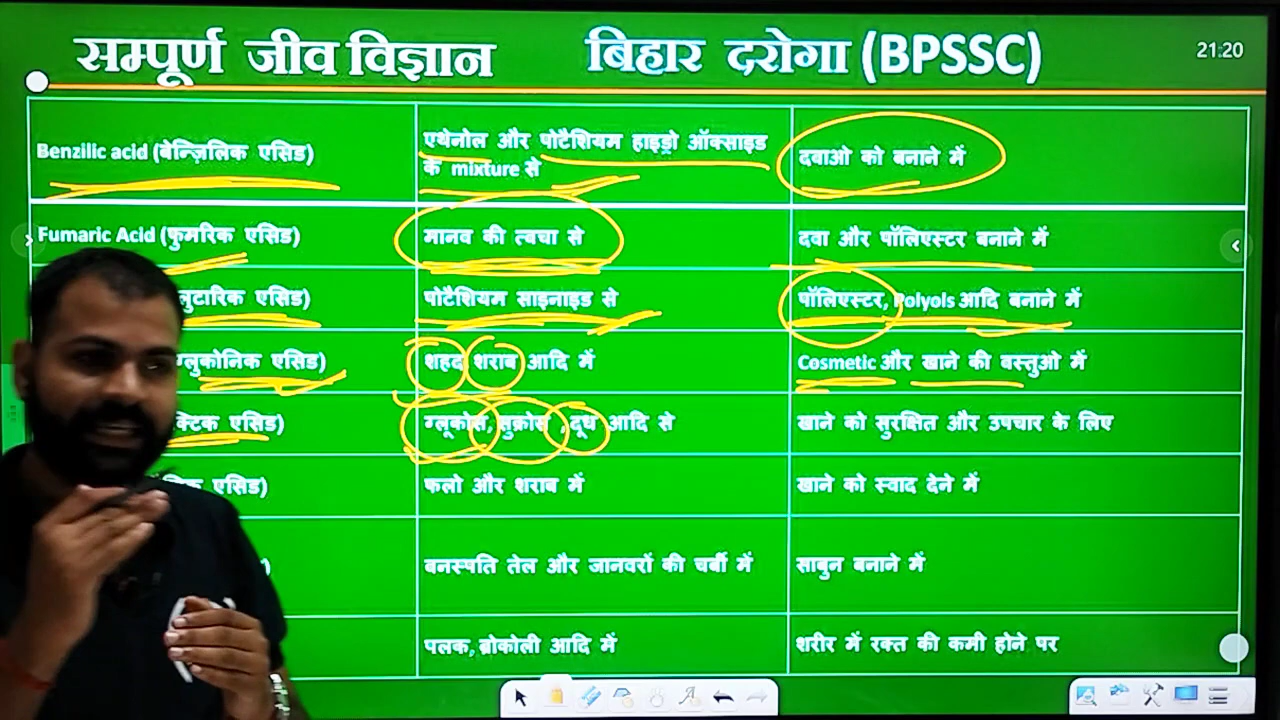 सम्पूर्ण जीव विज्ञान बिहार दरोगा (BPSSC)
21:20
Benzilic acid (बेन्ज़िलिक एसिड)
एथेनोल और पोटैशियम हाइड्रो ऑक्साइड
के mixture से
दवाओ को बनाने में
Fumaric Acid (फुमरिक एसिड)
मानव की त्वचा से
दवा और पॉलिएस्टर बनाने में
लुटारिक एसिड)
पोटैशियम साइनाइड से
पॉलिएस्टर, Polyols आदि बनाने में
लुकोनिक एसिड)
शहद शराब आदि में
Cosmetic और खाने की वस्तुओ में
क्टिक एसिड)
ग्लूकोस, सुक्रोस ,दूध आदि से
खाने को सुरक्षित और उपचार के लिए
एसिड)
फलो और शराब में
खाने को स्वाद देने में
)
वनस्पति तेल और जानवरों की चर्बी में
साबुन बनाने में
पलक, ब्रोकोली आदि में
शरीर में रक्त की कमी होने पर